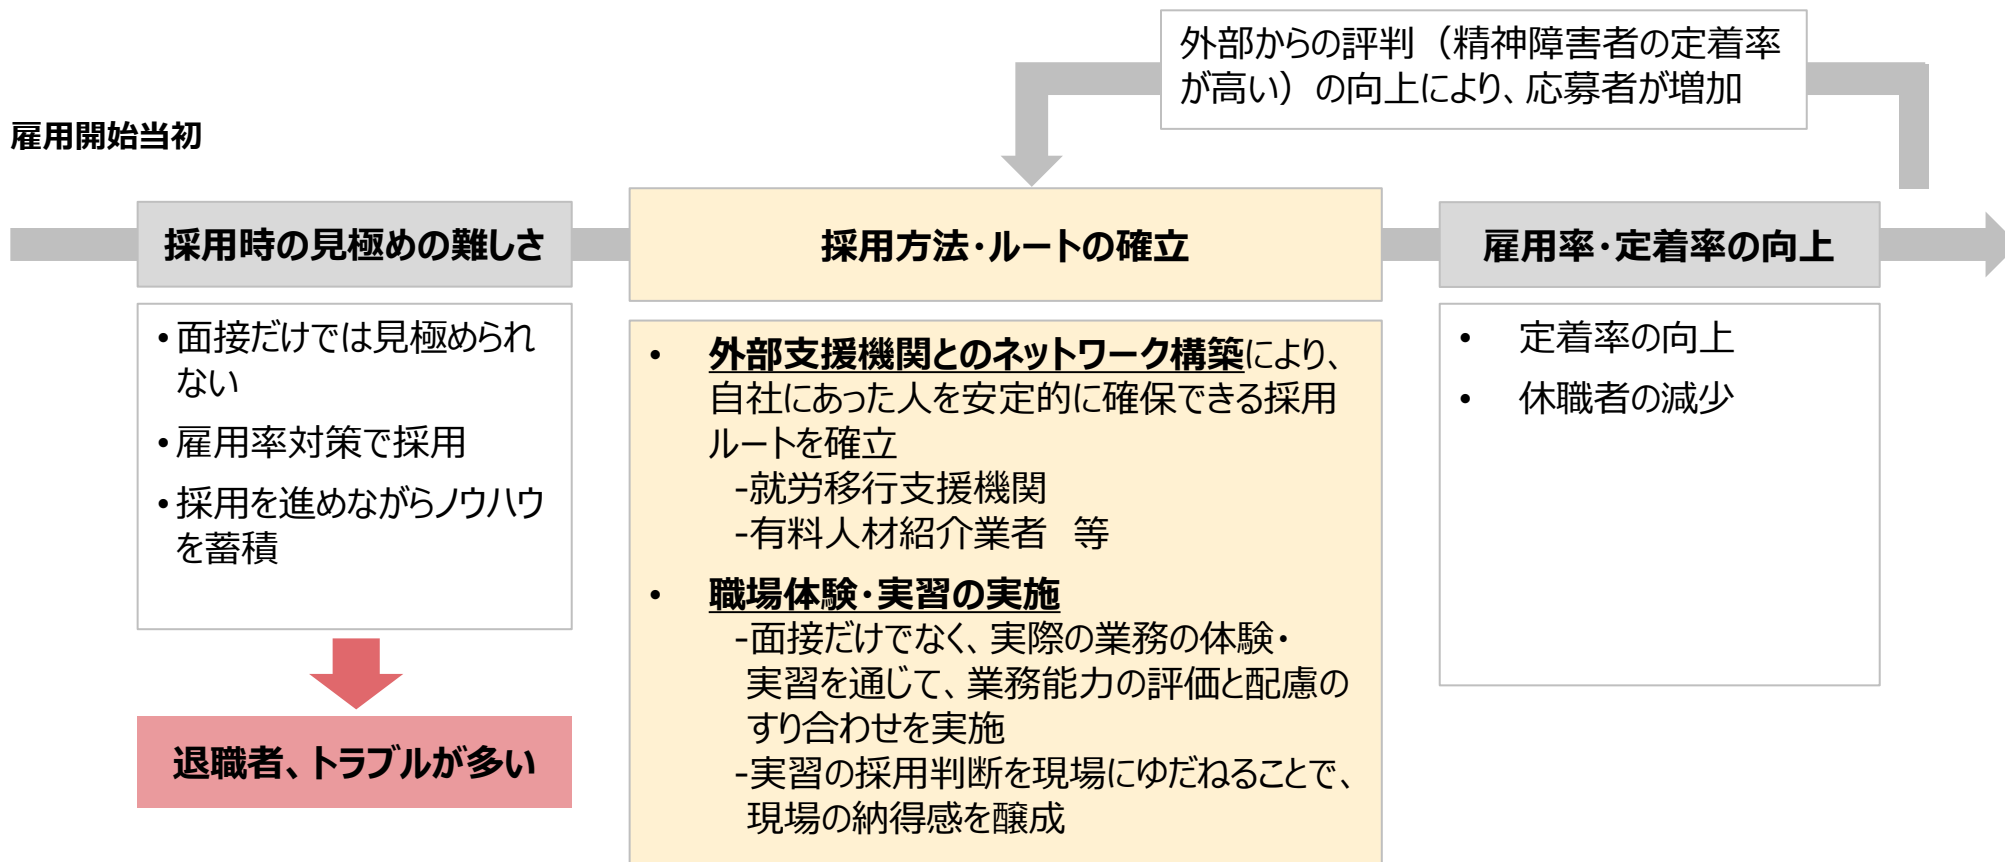 外部からの評判（精神障害者の定着率
が高い）の向上により、応募者が増加
雇用開始当初
採用時の見極めの難しさ
採用方法・ルートの確立
雇用率・定着率の向上
•面接だけでは見極められ
ない
•雇用率対策で採用
•採用を進めながらノウハウ
を蓄積
退職者、トラブルが多い
• 外部支援機関とのネットワーク構築により、
自社にあった人を安定的に確保できる採用
ルートを確立
-就労移行支援機関
-有料人材紹介業者　等
• 職場体験・実習の実施
-面接だけでなく、実際の業務の体験・
実習を通じて、業務能力の評価と配慮の
すり合わせを実施
-実習の採用判断を現場にゆだねることで、
現場の納得感を醸成
• 定着率の向上
• 休職者の減少